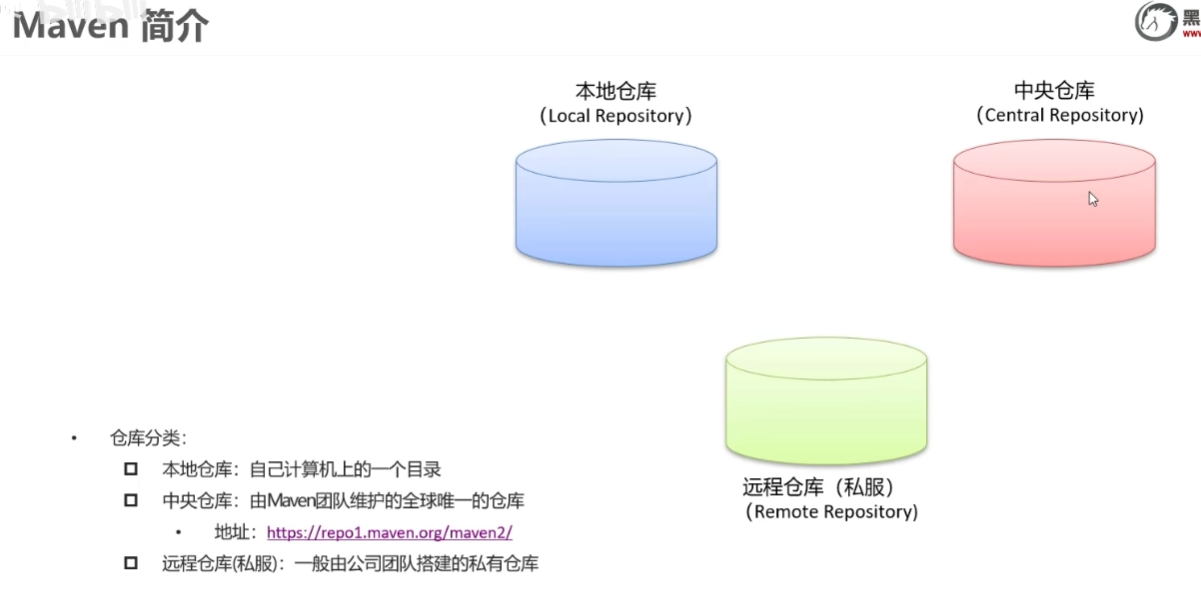 Maven 简介
黑
www
本地仓库
（Local Repository）
中央仓库
（Central Repository)
远程仓库（私服）
（Remote Repository)
• 仓库分类：
本地仓库：自己计算机上的一个目录
中央仓库：由Maven团队维护的全球唯一的仓库
• 地址：https://repo1.maven.org/maven2/
远程仓库(私服)：一般由公司团队搭建的私有仓库